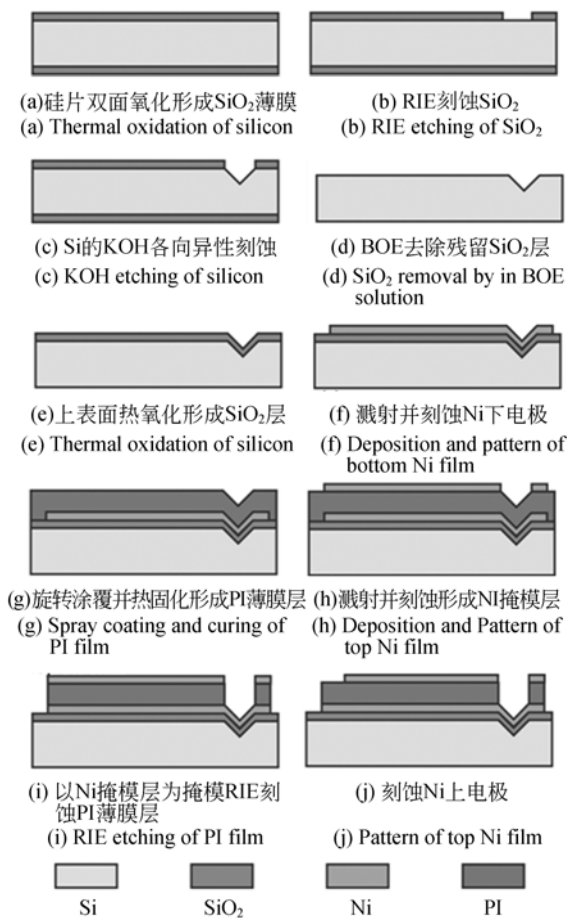 (a)硅片双面氧化形成SiO₂薄膜
(a) Thermal oxidation of silicon
(b) RIE刻蚀SiO₂
(b) RIE etching of SiO₂
(c) Si的KOH各向异性刻蚀
(c) KOH etching of silicon
(d) BOE去除残留SiO₂层
(d) SiO₂ removal by in BOE
solution
(e)上表面热氧化形成SiO₂层
(e) Thermal oxidation of silicon
(f) 溅射并刻蚀Ni下电极
(f) Deposition and pattern of
bottom Ni film
(g)旋转涂覆并热固化形成PI薄膜层
(g) Spray coating and curing of
PI film
(h)溅射并刻蚀形成NI掩模层
(h) Deposition and Pattern of
top Ni film
(i) 以Ni掩模层为掩模RIE刻
蚀PI薄膜层
(i) RIE etching of PI film
(j) 刻蚀Ni上电极
(j) Pattern of top Ni film
Si
SiO₂
Ni
PI